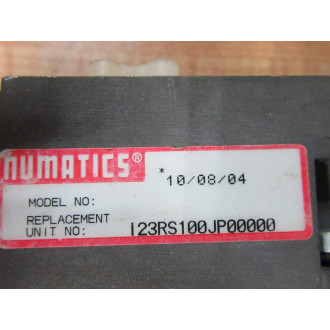 NUMATICS®
* 10/08/04
MODEL NO:
REPLACEMENT
UNIT NO: I23RS100JP00000